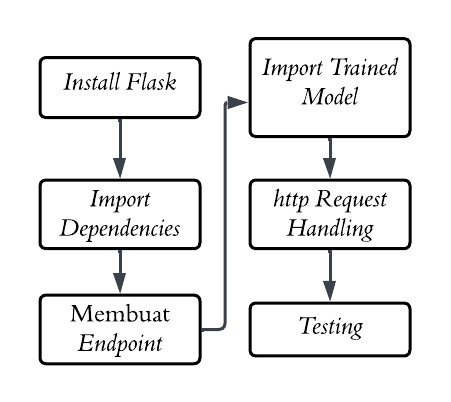 Install Flask
Import
Dependencies
Membuat
Endpoint
Import Trained
Model
http Request
Handling
Testing